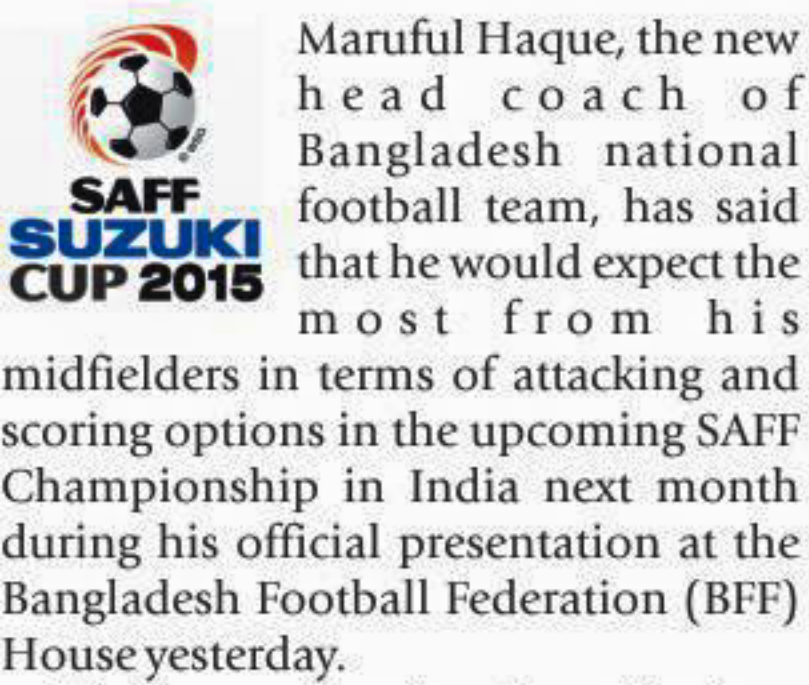 SAFF
SUZUKI
CUP 2015
Maruful Haque, the new
head coach of
Bangladesh national
football team, has said
that he would expect the
most from his
midfielders in terms of attacking and
scoring options in the upcoming SAFF
Championship in India next month
during his official presentation at the
Bangladesh Football Federation (BFF)
House yesterday.